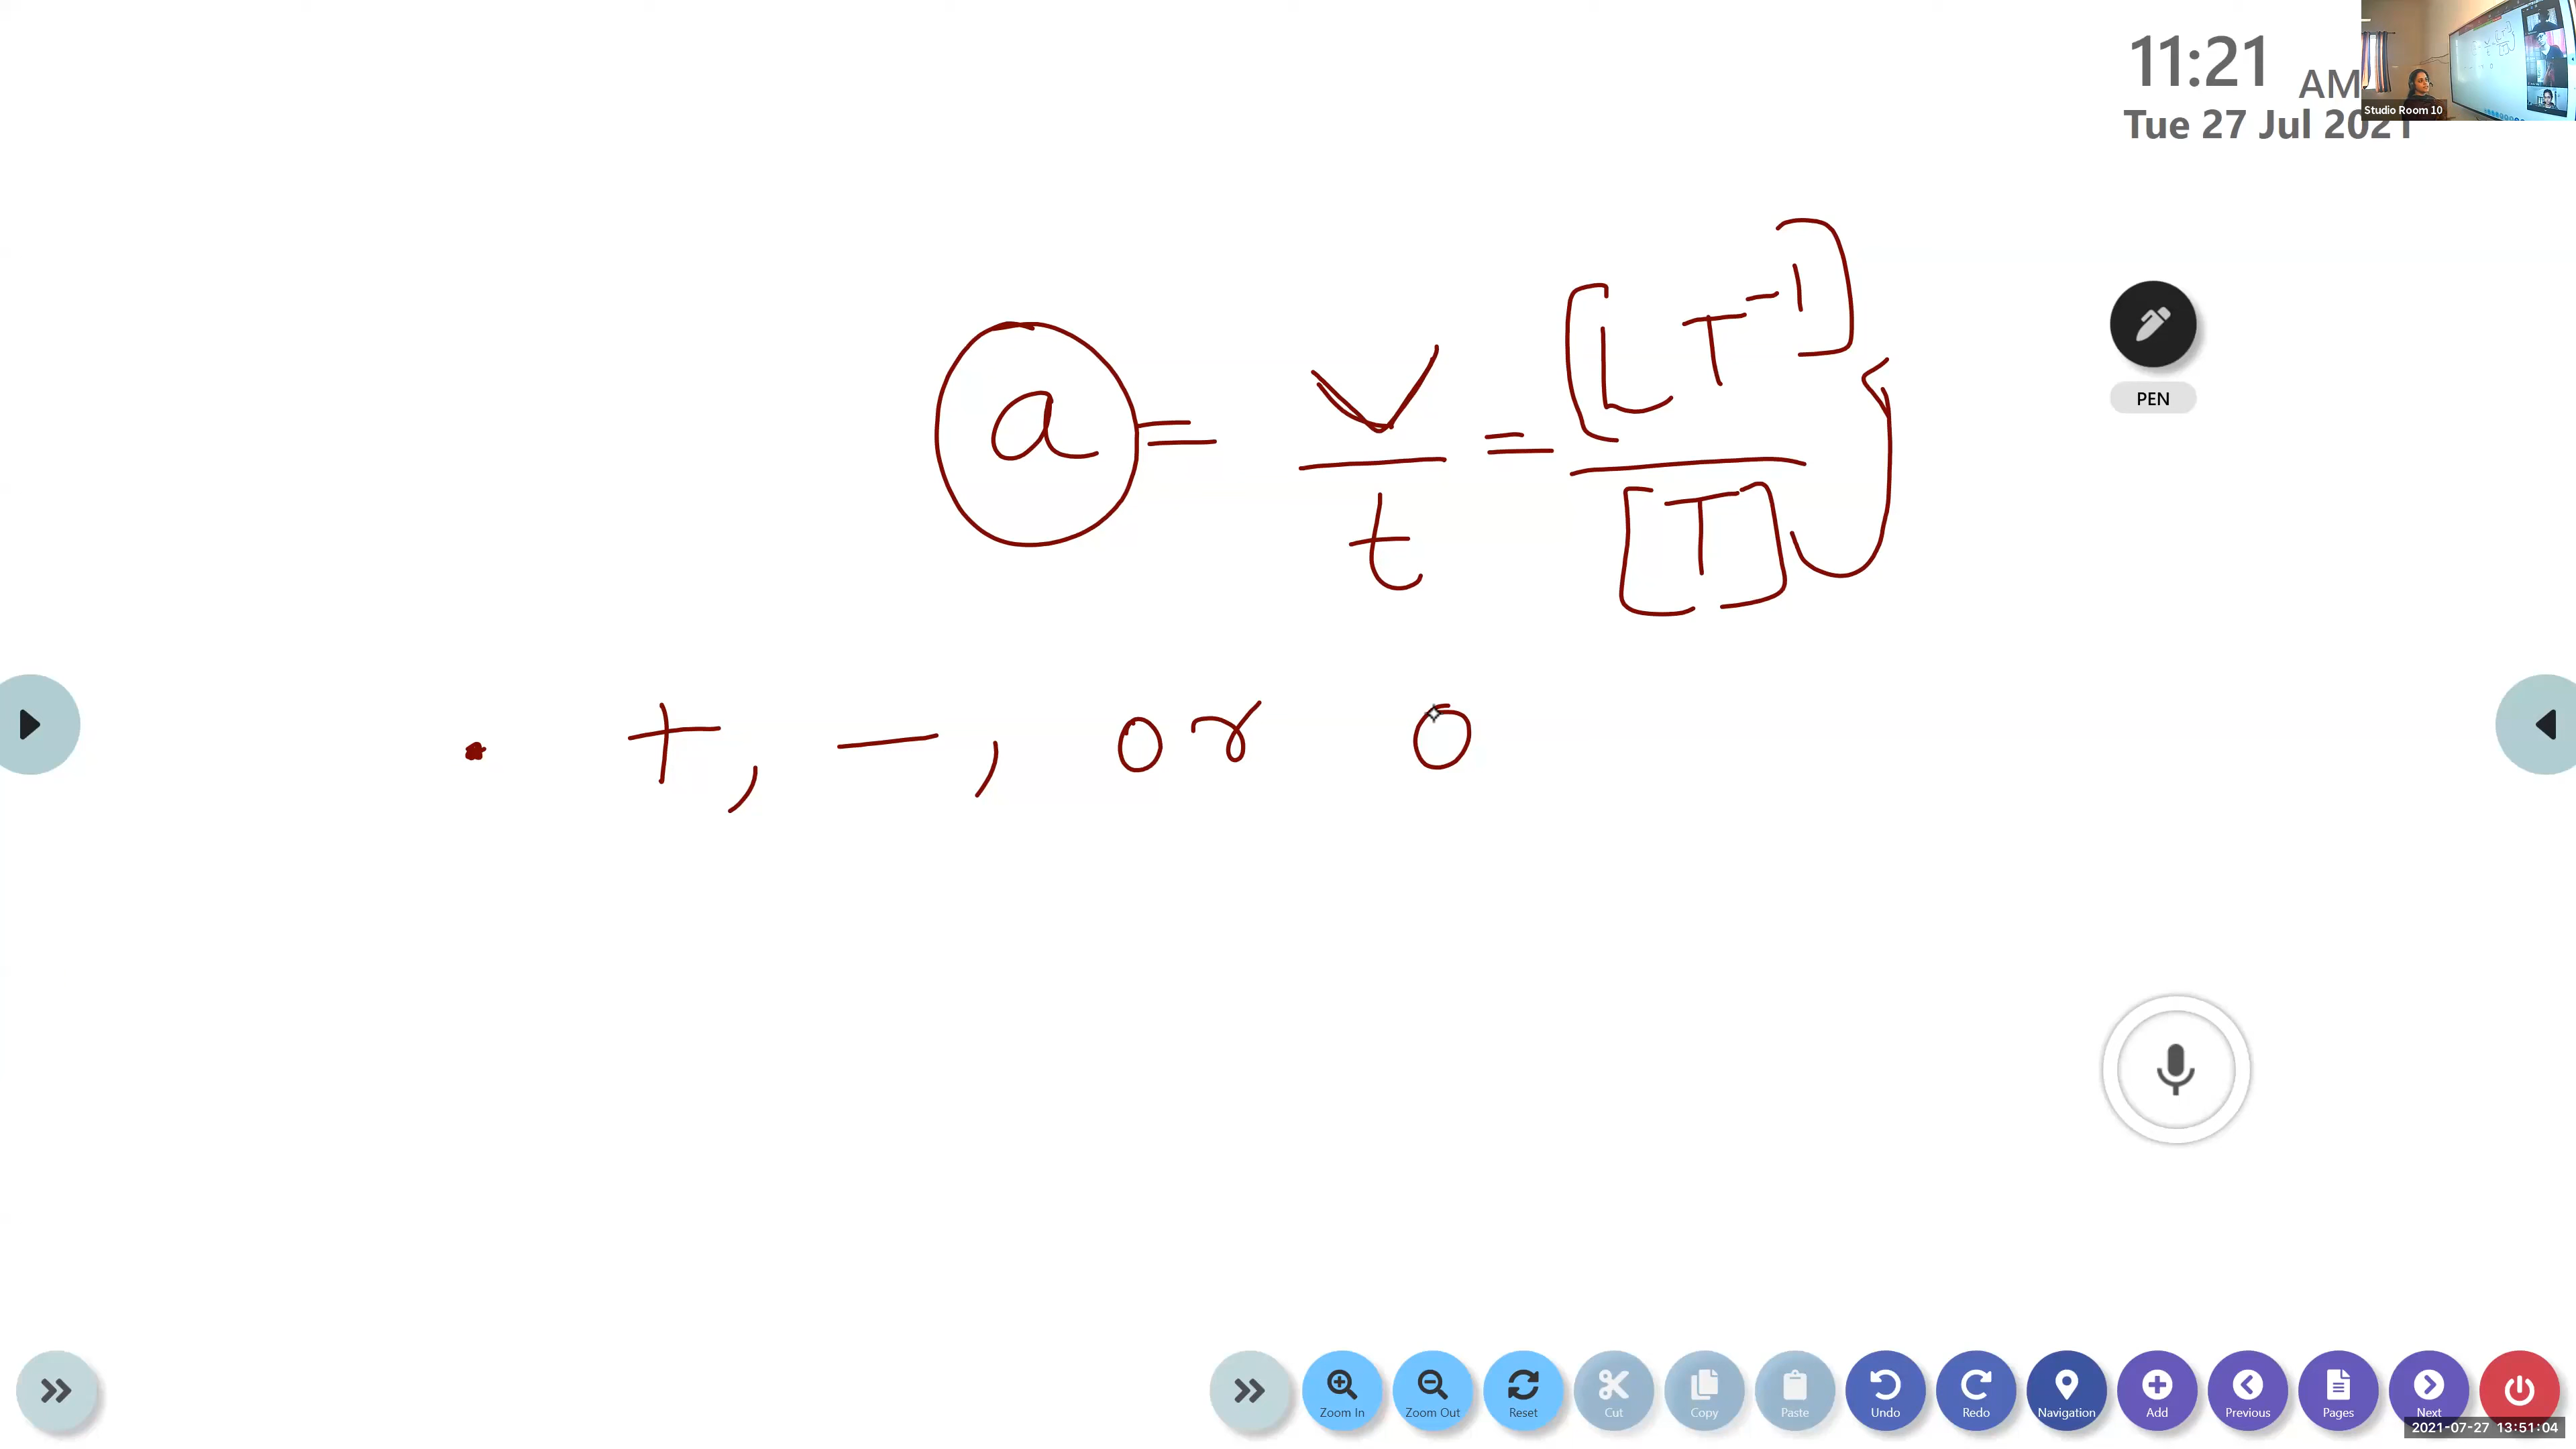 11:21 AM
Studio Room 10
Tue 27 Jul 2021
a = v/t = [LT⁻¹]/[T]
PEN
. +, -, or 0
Zoom In Zoom Out Reset Cut Copy Paste Undo Redo Navigation Add Previous Pages Next
2021-07-27 13:51:04